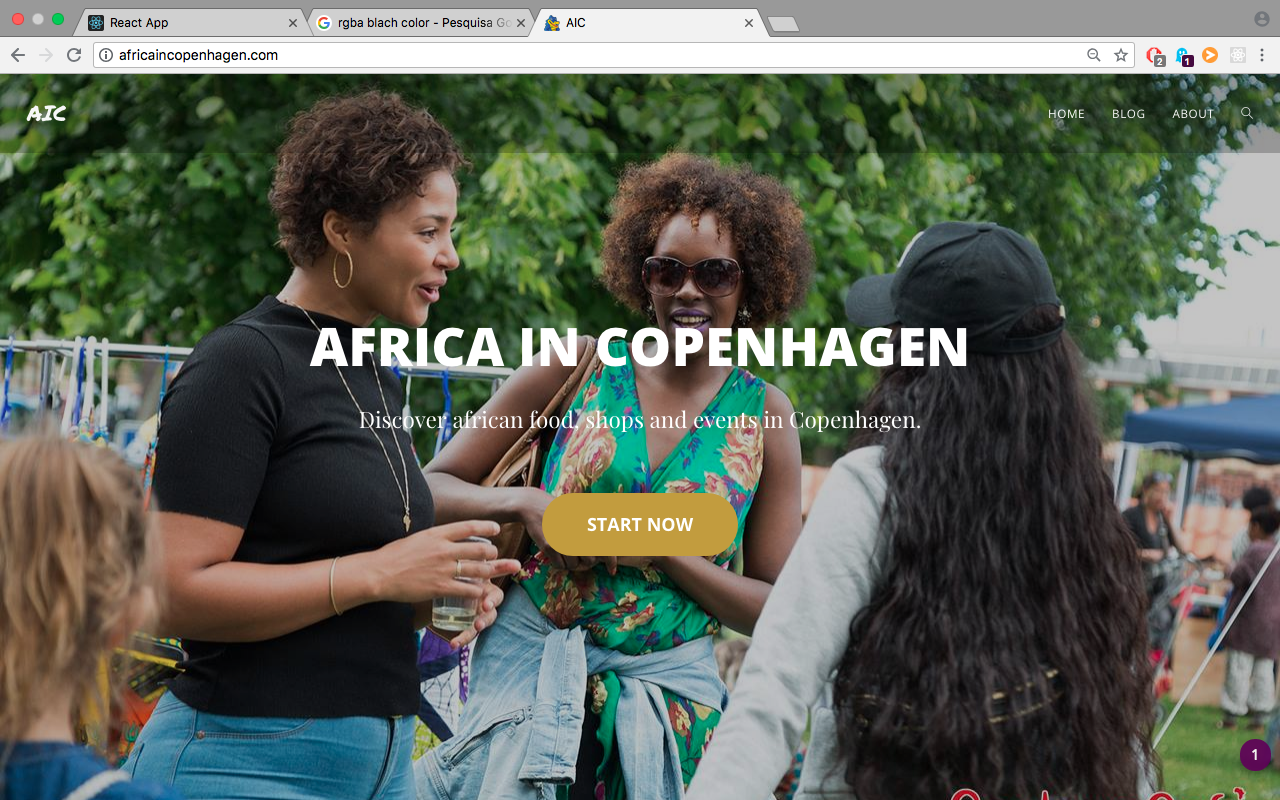 React App
rgba blach color - Pesquisa Go
AIC
africaincopenhagen.com
2
1
AIC
HOME
BLOG
ABOUT
AFRICA IN COPENHAGEN
Discover african food, shops and events in Copenhagen.
START NOW
1